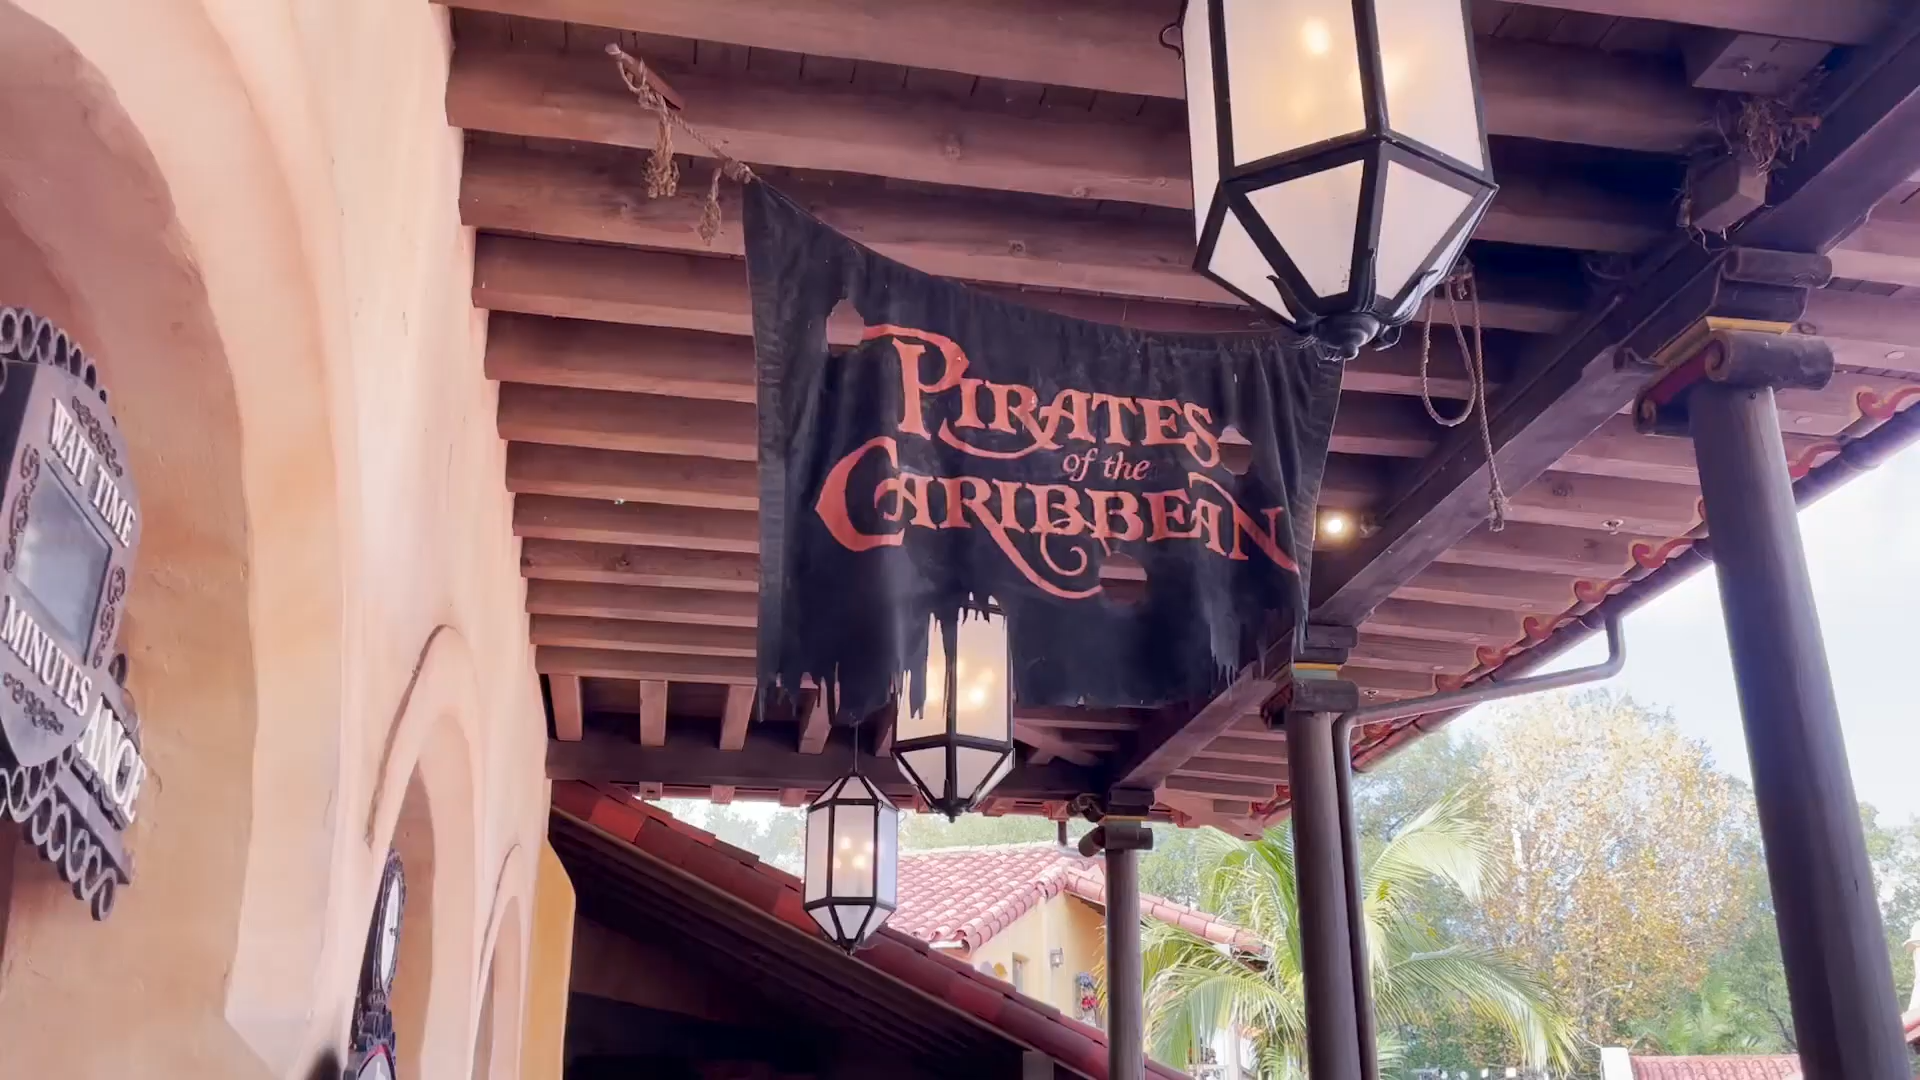 WAIT TIME
MINUTES
PIRATES
of the
CARIBBEAN